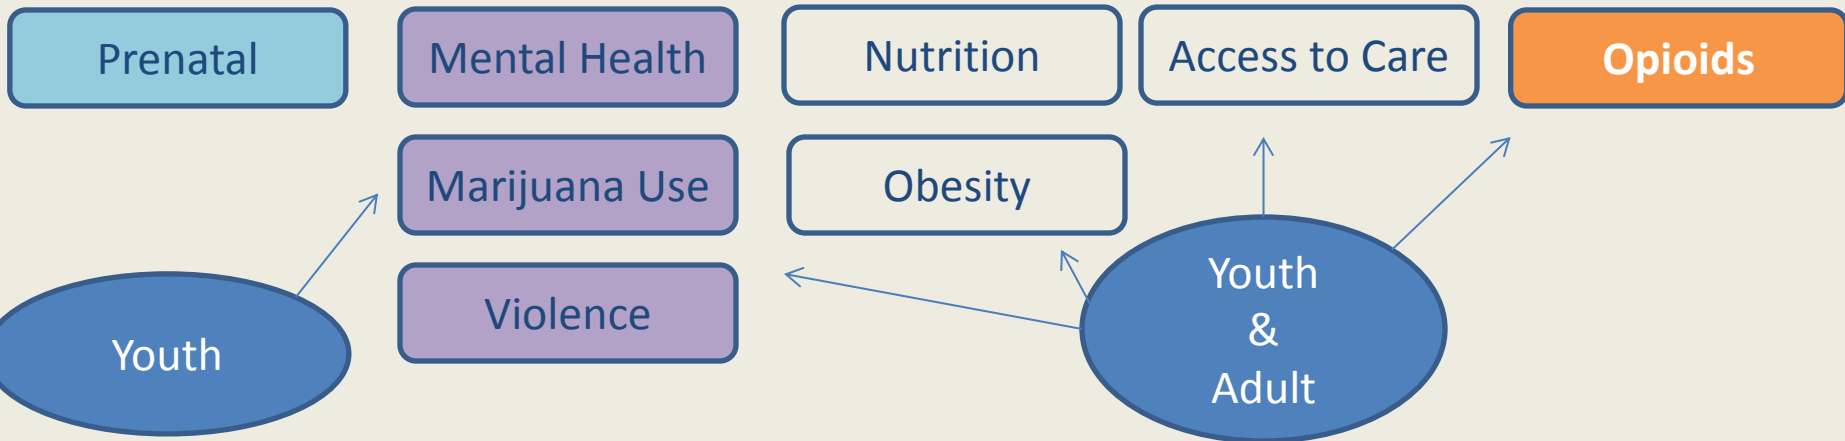 Prenatal
Mental Health
Nutrition
Access to Care
Opioids
Marijuana Use
Obesity
Violence
Youth
Youth
&
Adult